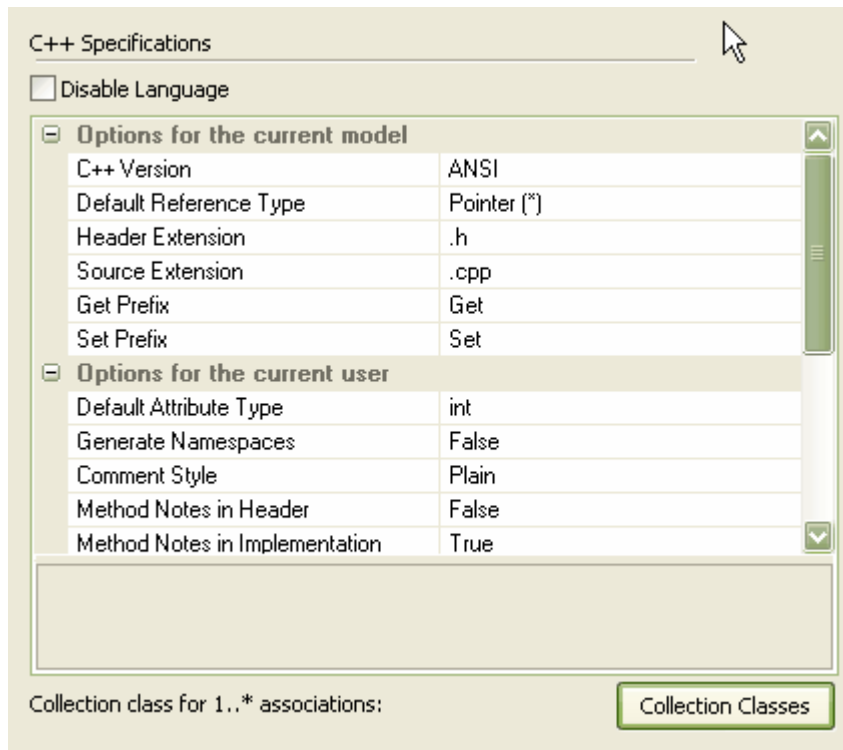 C++ Specifications
Disable Language
Options for the current model
C++ Version ANSI
Default Reference Type Pointer (*)
Header Extension .h
Source Extension .cpp
Get Prefix Get
Set Prefix Set
Options for the current user
Default Attribute Type int
Generate Namespaces False
Comment Style Plain
Method Notes in Header False
Method Notes in Implementation True
Collection class for 1..* associations: Collection Classes